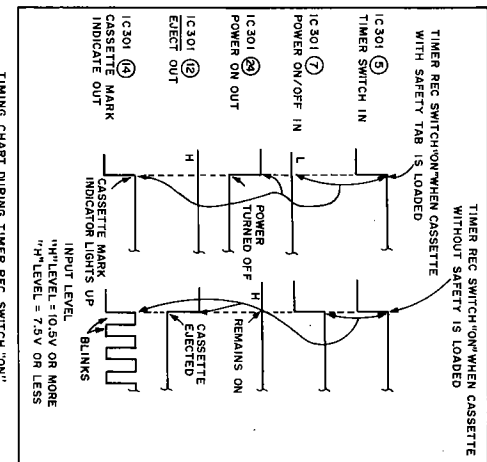 TIMER REC SWITCH "ON" WHEN CASSETTE
WITHOUT SAFETY IS LOADED
TIMER REC SWITCH "ON" WHEN CASSETTE
WITH SAFETY TAB IS LOADED
IC301 (5)
TIMER SWITCH IN
IC301 (7)
POWER ON/OFF IN
L
IC301 (24)
POWER ON OUT
POWER
TURNED OFF
H
REMAINS ON
IC301 (12)
EJECT OUT
H
CASSETTE
EJECTED
IC301 (14)
CASSETTE MARK
INDICATE OUT
CASSETTE MARK
INDICATOR LIGHTS UP
BLINKS
INPUT LEVEL
"H" LEVEL = 10.5V OR MORE
"H" LEVEL = 7.5V OR LESS
TIMING CHART DURING TIMER REC SWITCH "ON"